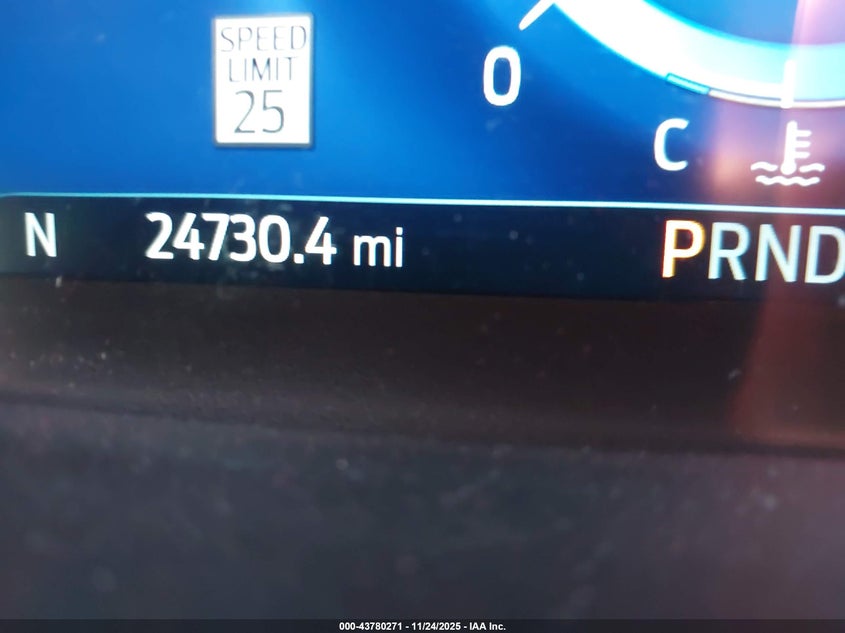 SPEED
LIMIT
25
0
C
N 24730.4 mi PRND
000-43780271 - 11/24/2025 - IAA Inc.